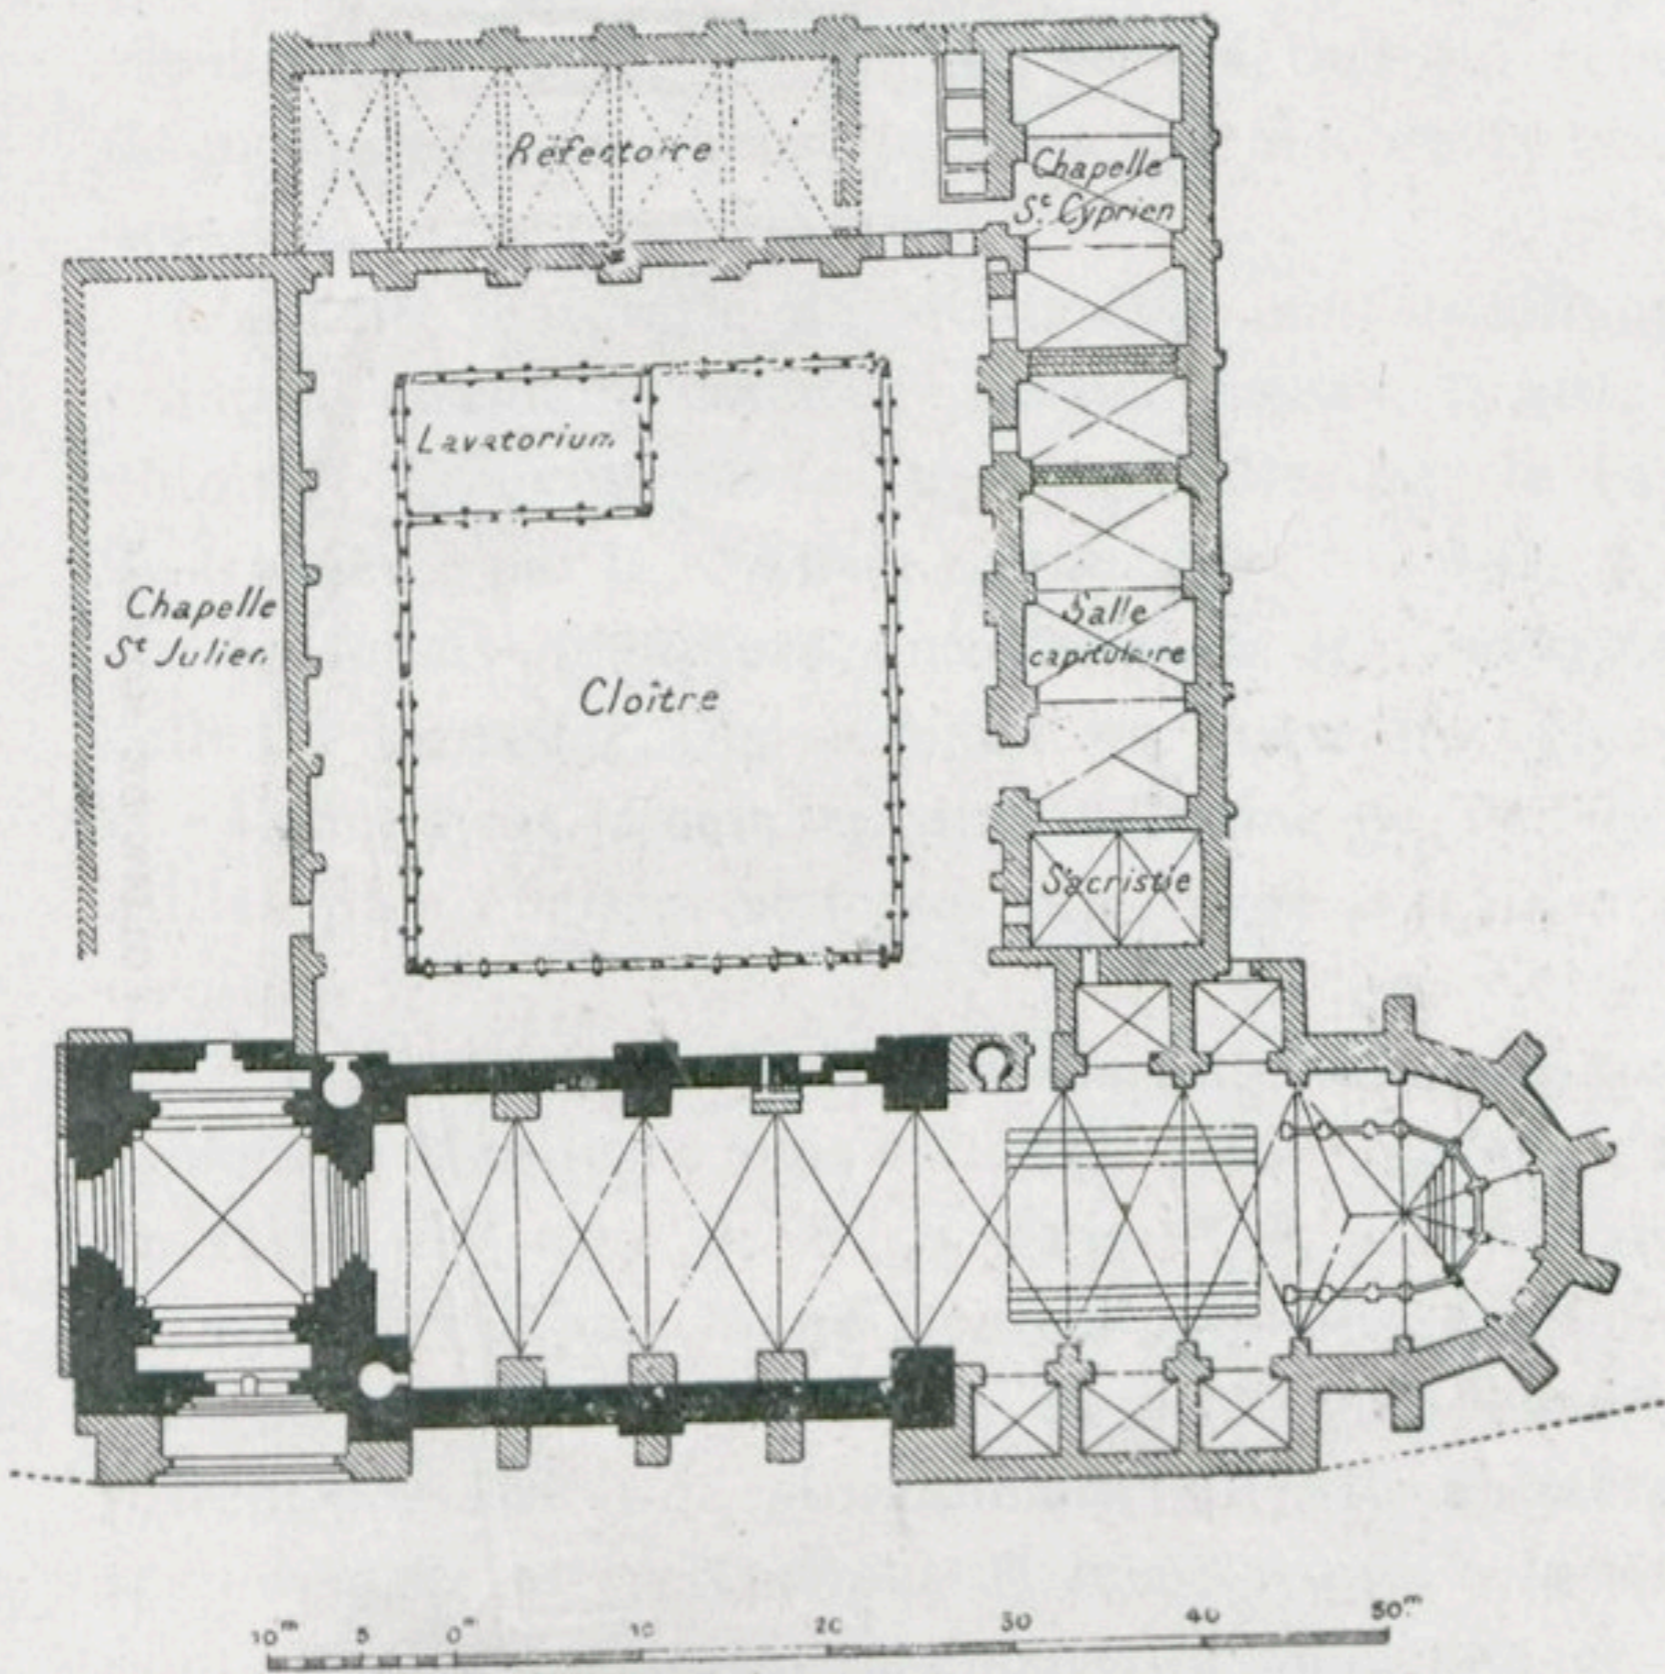 Réfectoire
Chapelle
St Cyprien
Lavatorium
Chapelle
St Julien
Cloître
Salle
capitulaire
Sacristie
10m 5 0m 10 20 30 40 50m